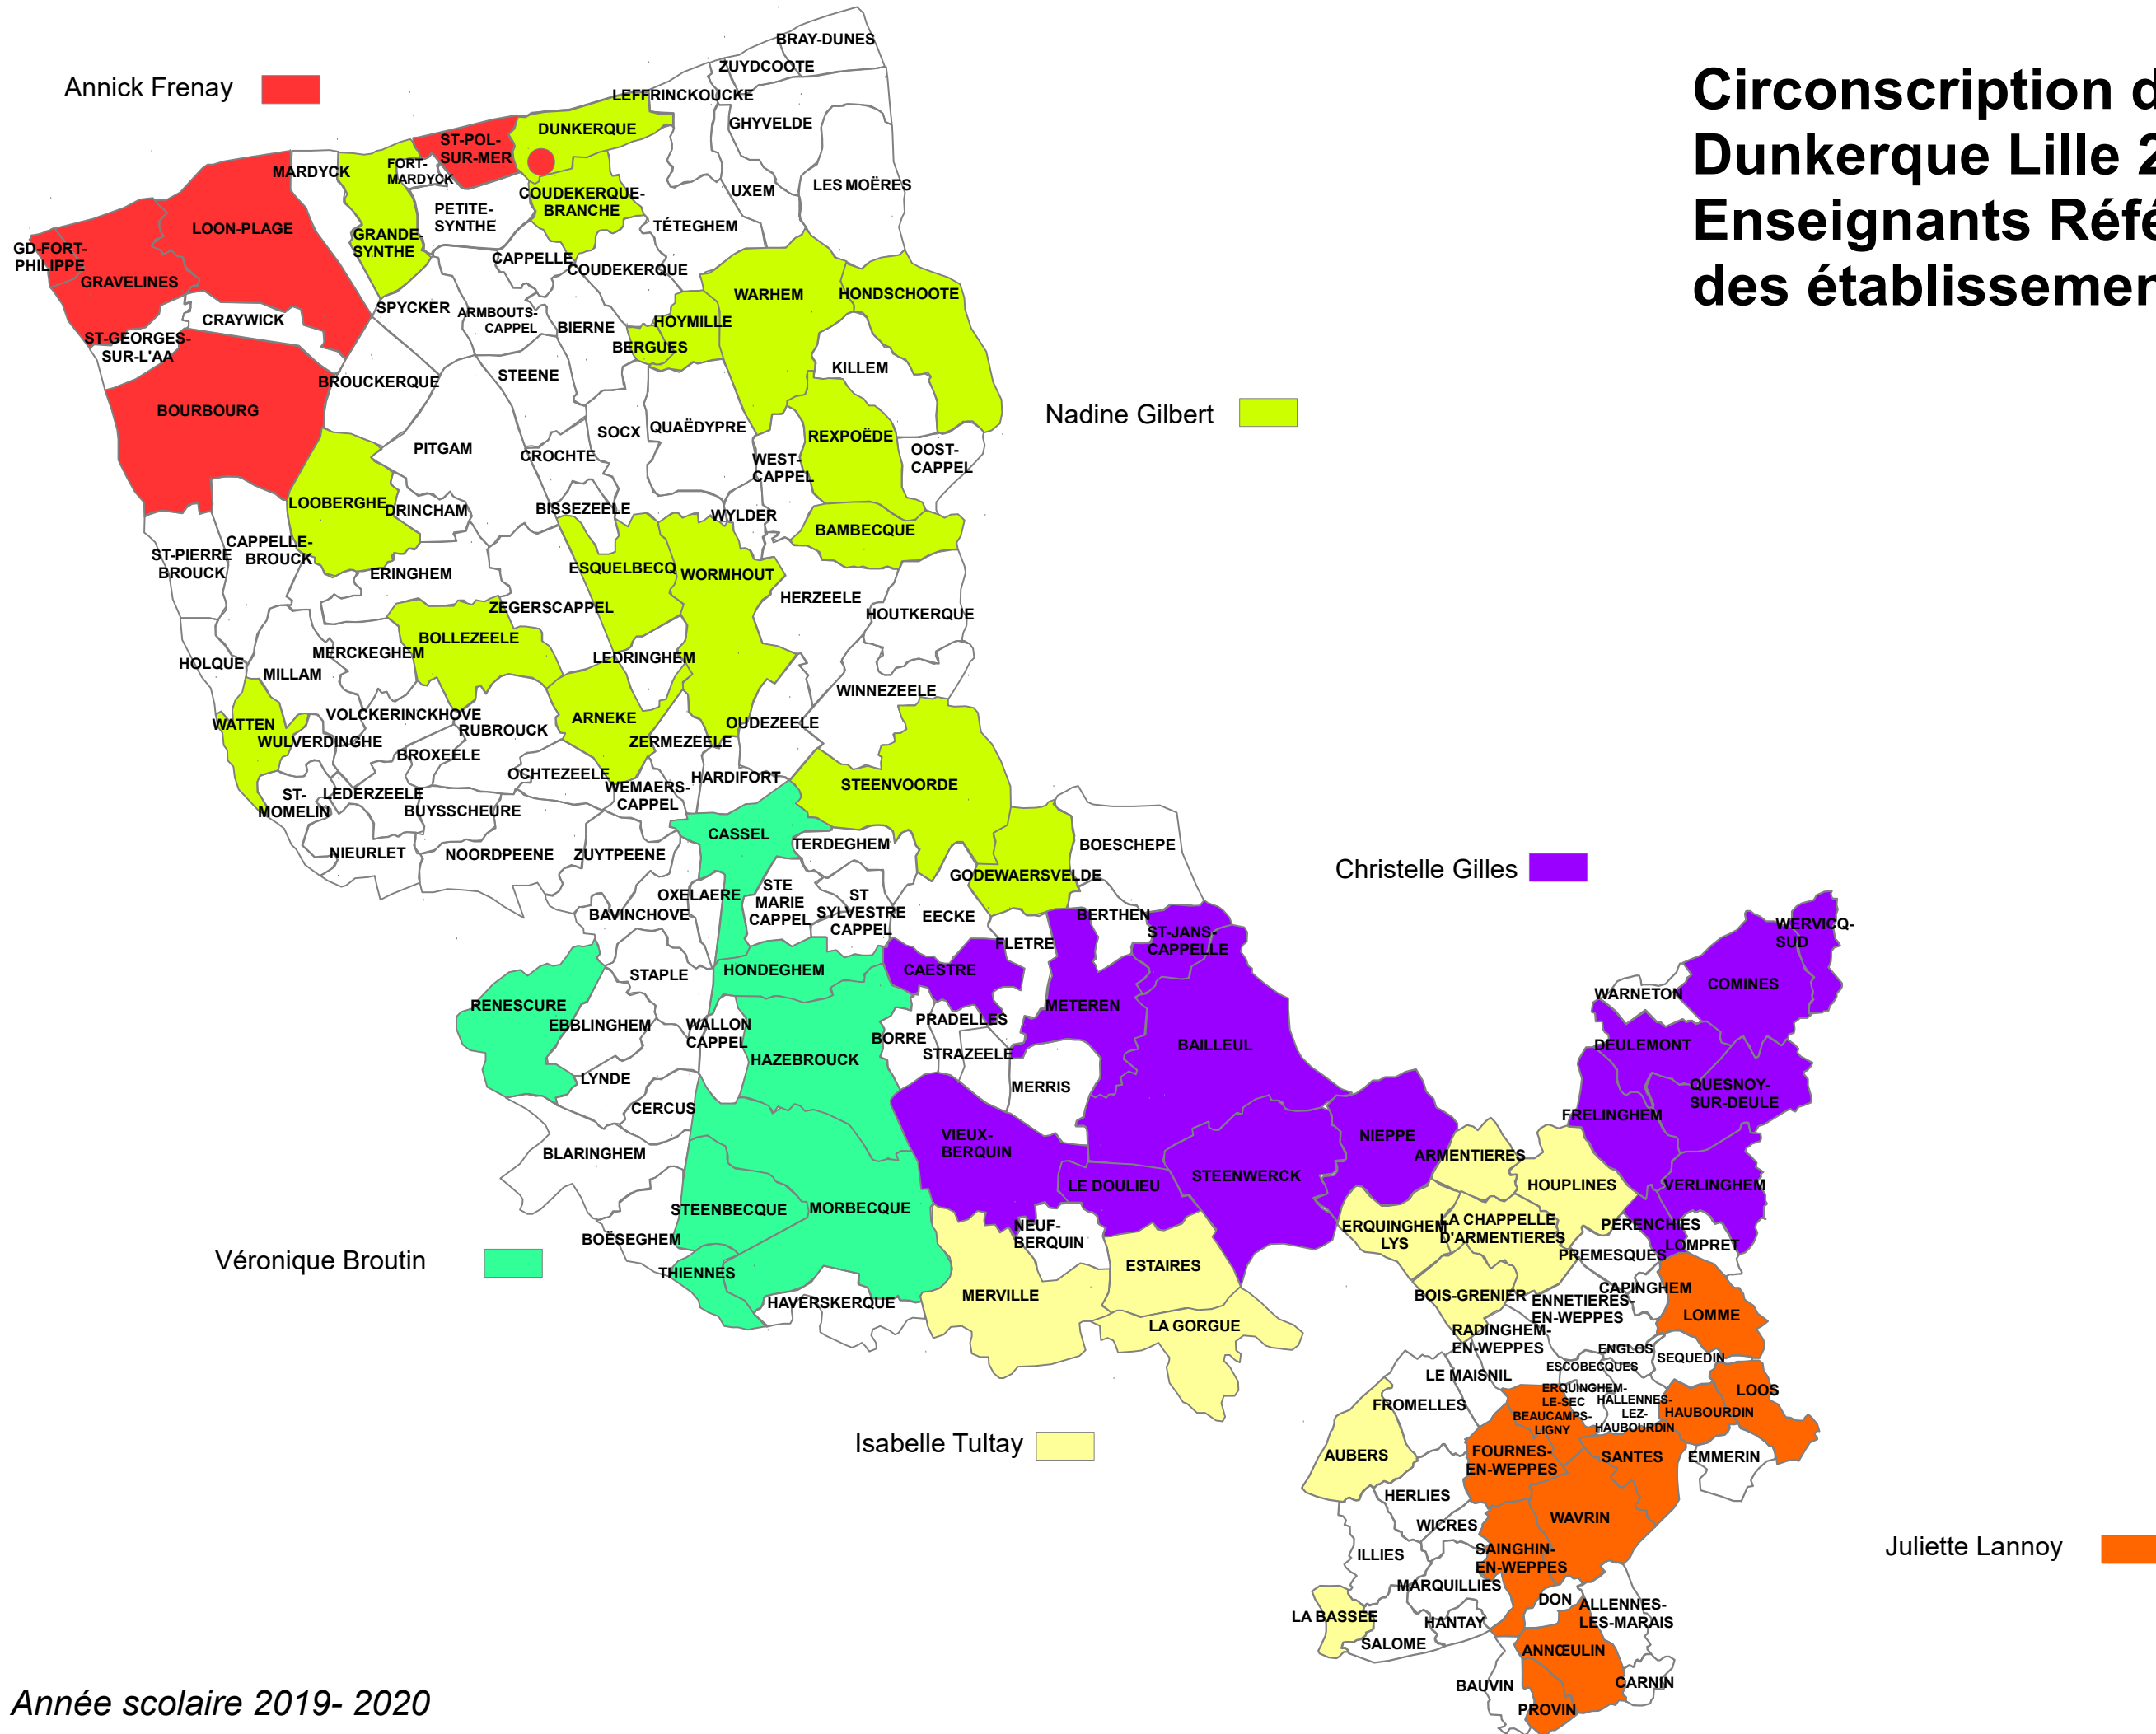 Circonscription d
Dunkerque Lille 2
Enseignants Réfé
des établissemen
Annick Frenay
Nadine Gilbert
Christelle Gilles
Véronique Broutin
Isabelle Tultay
Juliette Lannoy
Année scolaire 2019- 2020
BRAY-DUNES
ZUYDCOOTE
LEFFRINCKOUCKE
GHYVELDE
DUNKERQUE
ST-POL-
SUR-MER
FORT-
MARDYCK
MARDYCK
COUDEKERQUE-
BRANCHE
UXEM
LES MOËRES
PETITE-
SYNTHE
TÉTEGHEM
LOON-PLAGE
GRANDE-
SYNTHE
GD-FORT-
PHILIPPE
GRAVELINES
CAPPELLE
COUDEKERQUE
WARHEM
HONDSCHOOTE
SPYCKER
ARMBOUTS-
CAPPEL
CRAYWICK
BIERNE
HOYMILLE
BERGUES
ST-GEORGES-
SUR-L'AA
KILLEM
BROUCKERQUE
STEENE
BOURBOURG
SOCX
QUAËDYPRE
REXPOËDE
PITGAM
CROCHTE
WEST-
CAPPEL
OOST-
CAPPEL
LOOBERGHE
DRINCHAM
BISSEZEELE
WYLDER
BAMBECQUE
ST-PIERRE
BROUCK
CAPPELLE-
BROUCK
ERINGHEM
ESQUELBECQ
WORMHOUT
HERZEELE
ZEGERSCAPPEL
HOUTKERQUE
BOLLEZEELE
MERCKEGHEM
LEDRINGHEM
HOLQUE
MILLAM
WINNEZEELE
WATTEN
VOLCKERINCKHOVE
RUBROUCK
ARNEKE
OUDEZEELE
WULVERDINGHE
BROXEELE
ZERMEZEELE
OCHTEZEELE
HARDIFORT
STEENVOORDE
ST-
MOMELIN
LEDERZEELE
WEMAERS-
CAPPEL
BUYSSCHEURE
CASSEL
TERDEGHEM
BOESCHEPE
NIEURLET
NOORDPEENE
ZUYTPEENE
GODEWAERSVELDE
OXELAERE
STE
MARIE
CAPPEL
ST
SYLVESTRE
CAPPEL
BAVINCHOVE
EECKE
BERTHEN
FLETRE
ST-JANS-
CAPPELLE
WERVICQ-
SUD
STAPLE
HONDEGHEM
CAESTRE
COMINES
WARNETON
RENESCURE
EBBLINGHEM
WALLON
CAPPEL
PRADELLES
METEREN
BORRE
STRAZEELE
BAILLEUL
DEULEMONT
HAZEBROUCK
LYNDE
MERRIS
QUESNOY-
SUR-DEULE
CERCUS
FRELINGHEM
BLARINGHEM
VIEUX-
BERQUIN
NIEPPE
ARMENTIERES
STEENWERCK
LE DOULIEU
HOUPLINES
VERLINGHEM
STEENBECQUE
MORBECQUE
NEUF-
BERQUIN
ERQUINGHEM
LYS
LA CHAPPELLE
D'ARMENTIERES
PERENCHIES
BOËSEGHEM
LOMPRET
PREMESQUES
THIENNES
ESTAIRES
MERVILLE
CAPINGHEM
BOIS-GRENIER
ENNETIERES-
EN-WEPPES
HAVERSKERQUE
LA GORGUE
LOMME
RADINGHEM-
EN-WEPPES
ENGLOS
SEQUEDIN
ESCOBECQUES
LE MAISNIL
ERQUINGHEM-
LE-SEC
HALLENNES-
LEZ-
HAUBOURDIN
LOOS
HAUBOURDIN
FROMELLES
BEAUCAMPS-
LIGNY
AUBERS
FOURNES-
EN-WEPPES
SANTES
EMMERIN
HERLIES
WICRES
WAVRIN
ILLIES
SAINGHIN-
EN-WEPPES
MARQUILLIES
DON
ALLENNES-
LES-MARAIS
LA BASSEE
HANTAY
SALOME
ANNŒULIN
BAUVIN
CARNIN
PROVIN